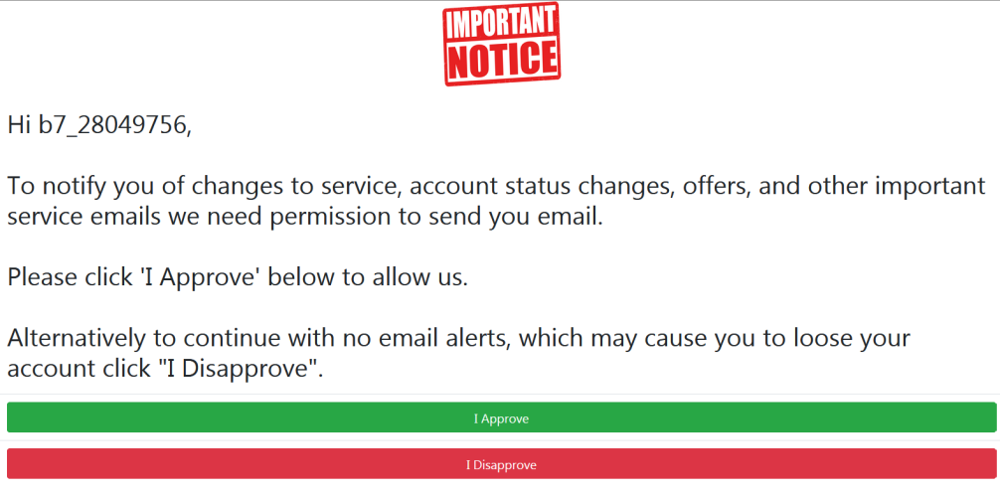 IMPORTANT
NOTICE
Hi b7_28049756,
To notify you of changes to service, account status changes, offers, and other important
service emails we need permission to send you email.
Please click 'I Approve' below to allow us.
Alternatively to continue with no email alerts, which may cause you to loose your
account click "I Disapprove".
I Approve
I Disapprove